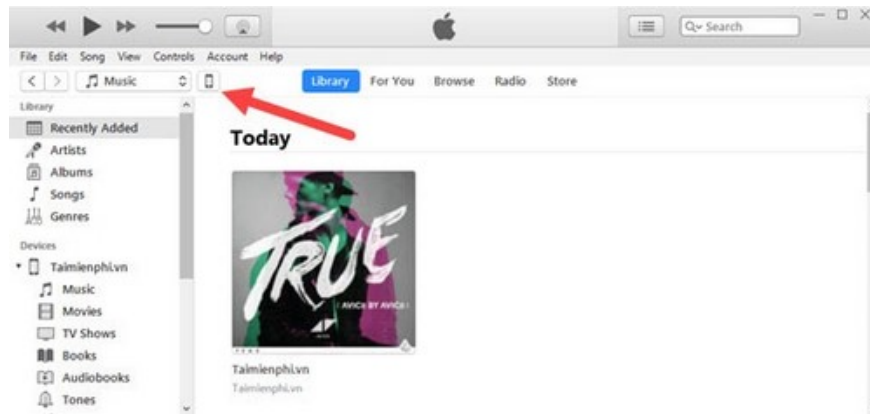 Search
File Edit Song View Controls Account Help
Music
Library For You Browse Radio Store
Library
Recently Added
Artists
Albums
Songs
Genres
Devices
Taimienphi.vn
Music
Movies
TV Shows
Books
Audiobooks
Tones
Today
TRUE
( AVICII BY AVICII )
Taimienphi.vn
Taimienphi.vn